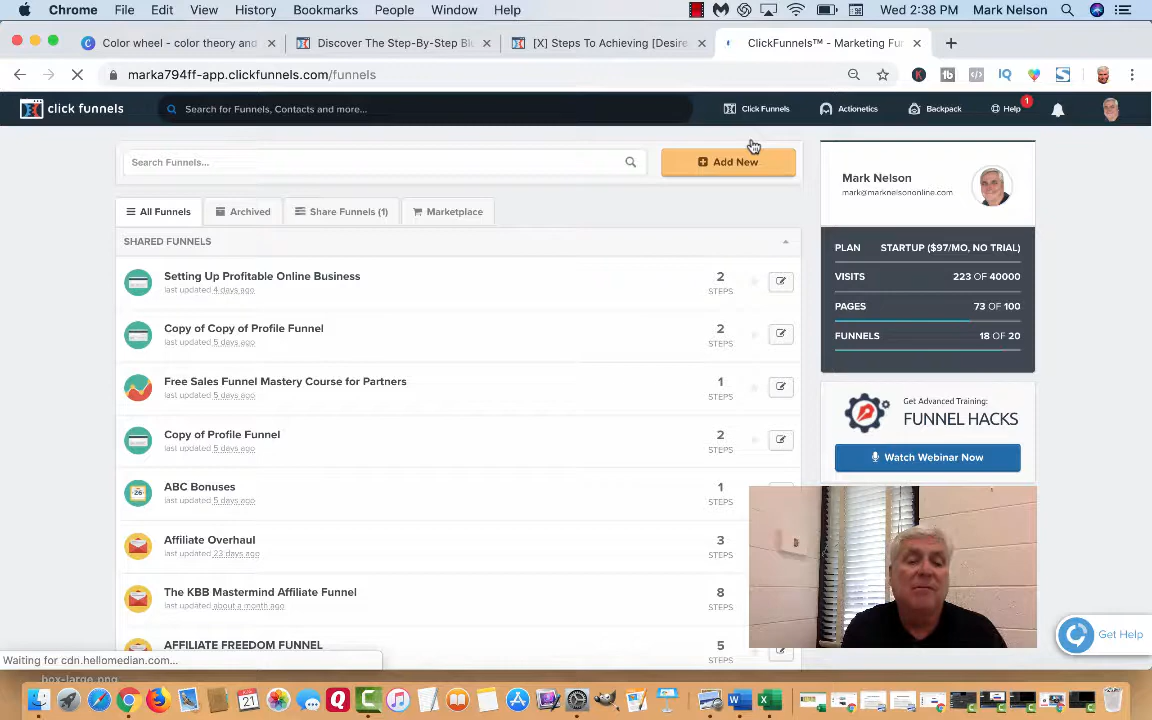 Chrome File Edit View History Bookmarks People Window Help Wed 2:38 PM Mark Nelson
Color wheel - color theory and Discover The Step-By-Step Bl [X] Steps To Achieving [Desire ClickFunnels™ - Marketing Fun
marka794ff-app.clickfunnels.com/funnels
click funnels Search for Funnels, Contacts and more... Click Funnels Actionetics Backpack Help 1
Search Funnels... Add New
All Funnels Archived Share Funnels (1) Marketplace
SHARED FUNNELS
Setting Up Profitable Online Business
last updated 4 days ago
2
STEPS
Copy of Copy of Profile Funnel
last updated 5 days ago
2
STEPS
Free Sales Funnel Mastery Course for Partners
last updated 5 days ago
1
STEPS
Copy of Profile Funnel
last updated 5 days ago
2
STEPS
ABC Bonuses
last updated 5 days ago
1
STEPS
Affiliate Overhaul
last updated 23 days ago
3
STEPS
The KBB Mastermind Affiliate Funnel
last updated about a month ago
8
STEPS
AFFILIATE FREEDOM FUNNEL
5
STEPS
Mark Nelson
mark@marknelsononline.com
PLAN STARTUP ($97/MO, NO TRIAL)
VISITS 223 OF 40000
PAGES 73 OF 100
FUNNELS 18 OF 20
Get Advanced Training:
FUNNEL HACKS
Watch Webinar Now
Get Help
Waiting for cdn.hellomedian.com...
box-large.png